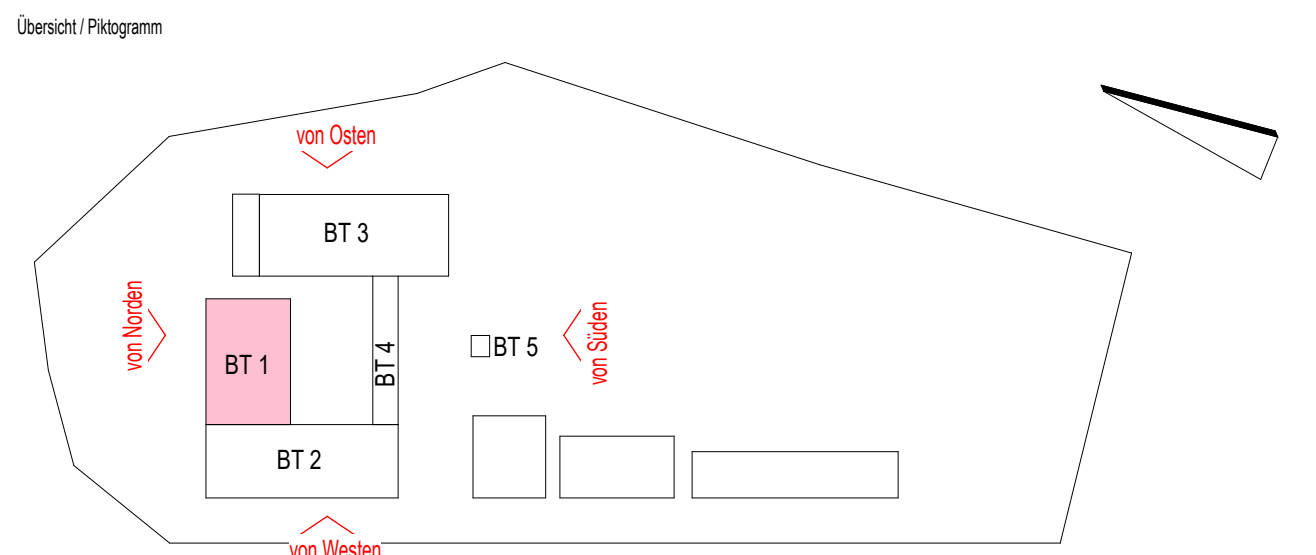 Übersicht / Piktogramm
von Osten
BT 3
von Norden
BT 1
BT 4
BT 5
von Süden
BT 2
von Westen